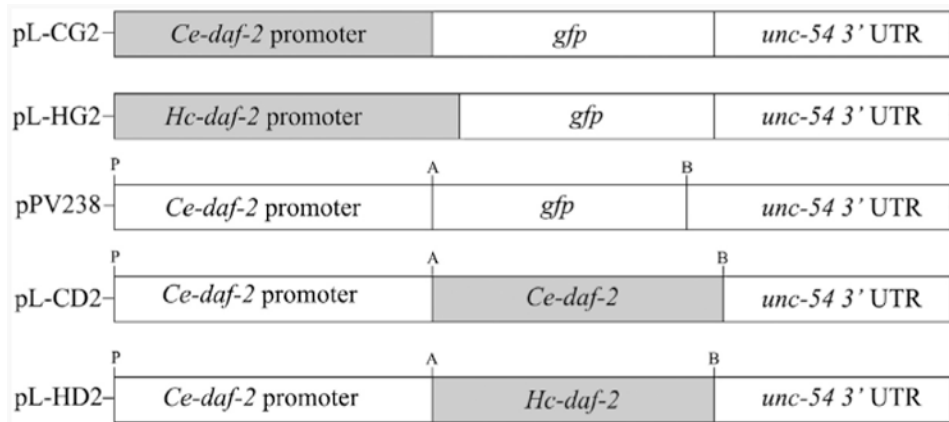 pL-CG2 Ce-daf-2 promoter gfp unc-54 3’ UTR
pL-HG2 Hc-daf-2 promoter gfp unc-54 3’ UTR
P A B
pPV238 Ce-daf-2 promoter gfp unc-54 3’ UTR
P A B
pL-CD2 Ce-daf-2 promoter Ce-daf-2 unc-54 3’ UTR
P A B
pL-HD2 Ce-daf-2 promoter Hc-daf-2 unc-54 3’ UTR